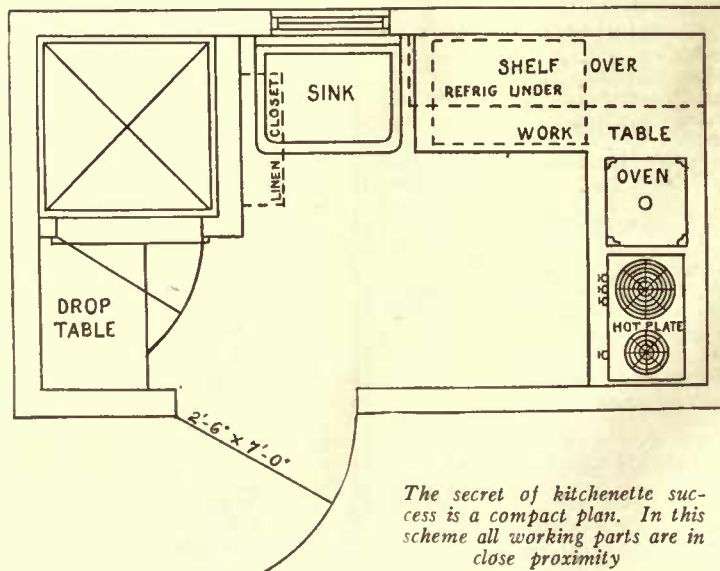 SHELF OVER
REFRIG UNDER
SINK
LINEN CLOSET
WORK TABLE
OVEN
DROP
TABLE
HOT PLATE
2'-6" x 7'-0"
The secret of kitchenette suc-
cess is a compact plan. In this
scheme all working parts are in
close proximity